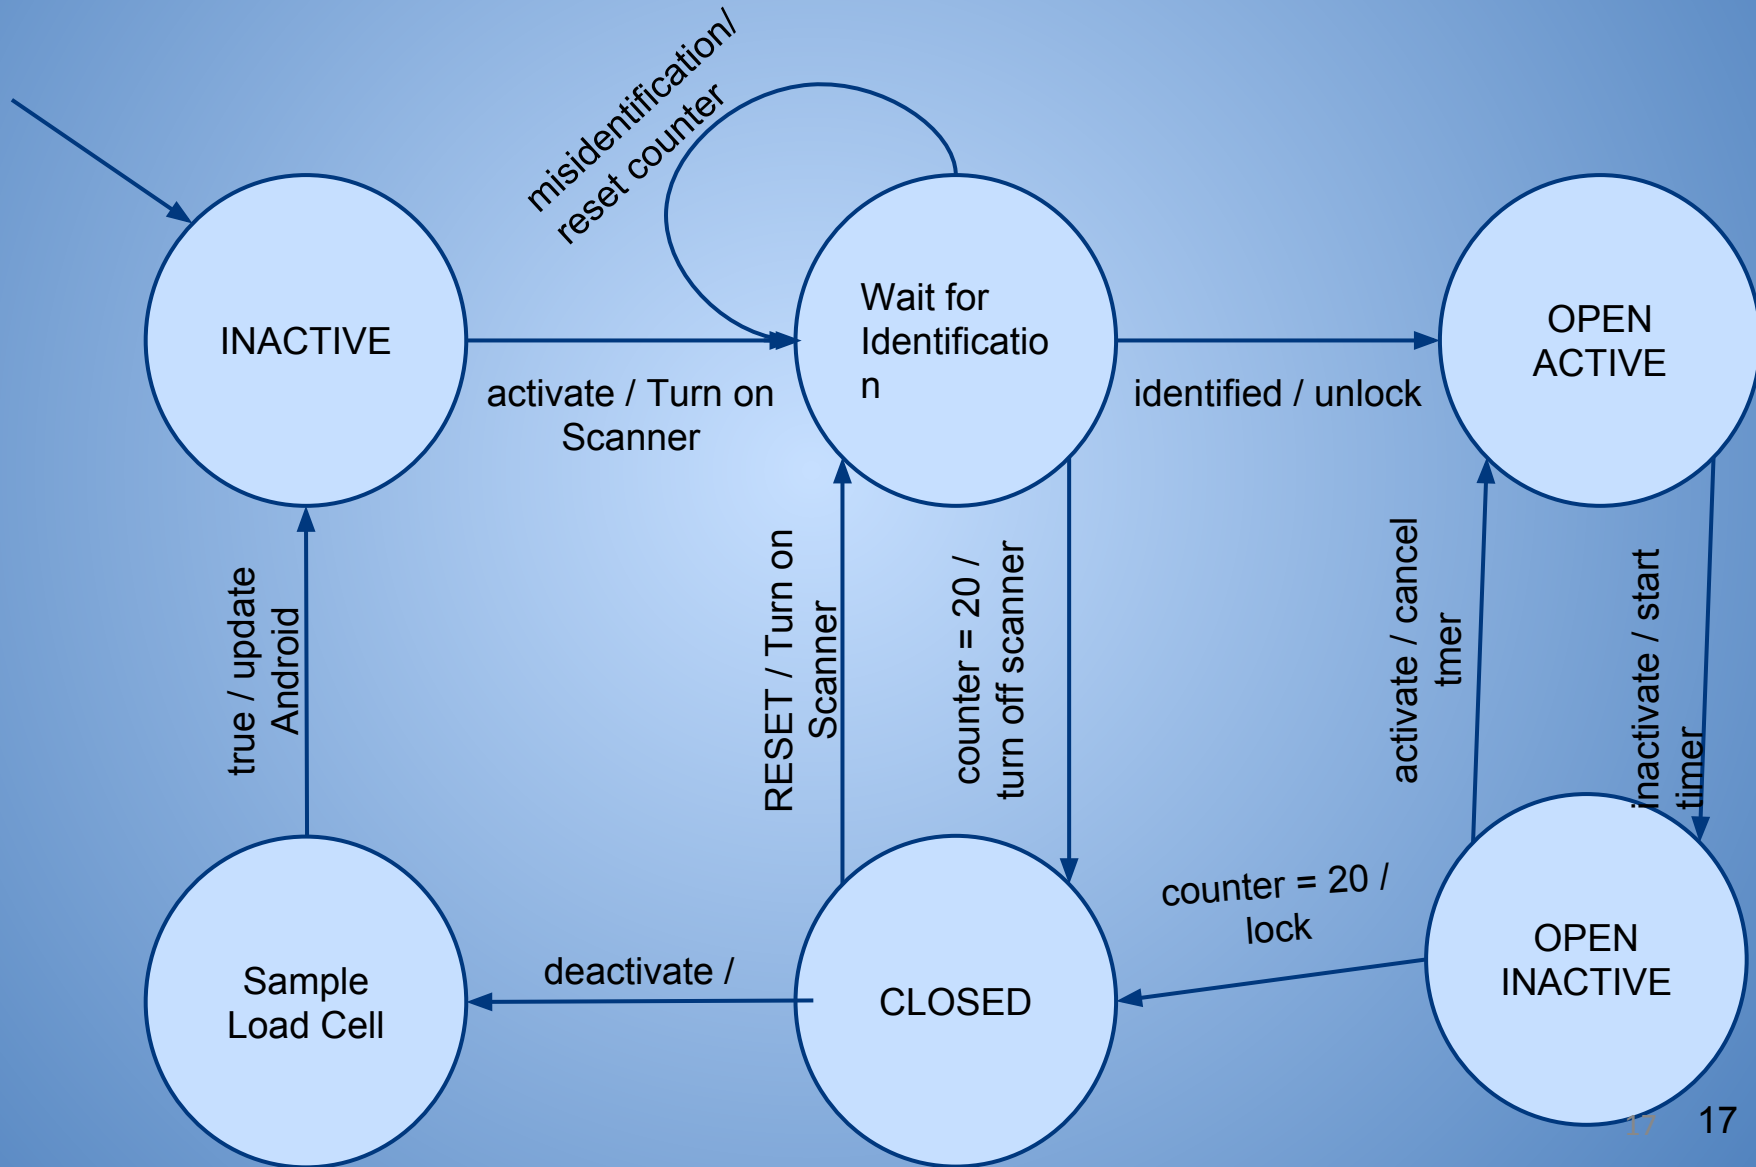 misidentification/
reset counter
INACTIVE
Wait for
Identificatio
n
OPEN
ACTIVE
activate / Turn on
Scanner
identified / unlock
true / update
Android
RESET / Turn on
Scanner
counter = 20 /
turn off scanner
activate / cancel
tmer
inactivate / start
timer
counter = 20 /
lock
deactivate /
Sample
Load Cell
CLOSED
OPEN
INACTIVE
17
17